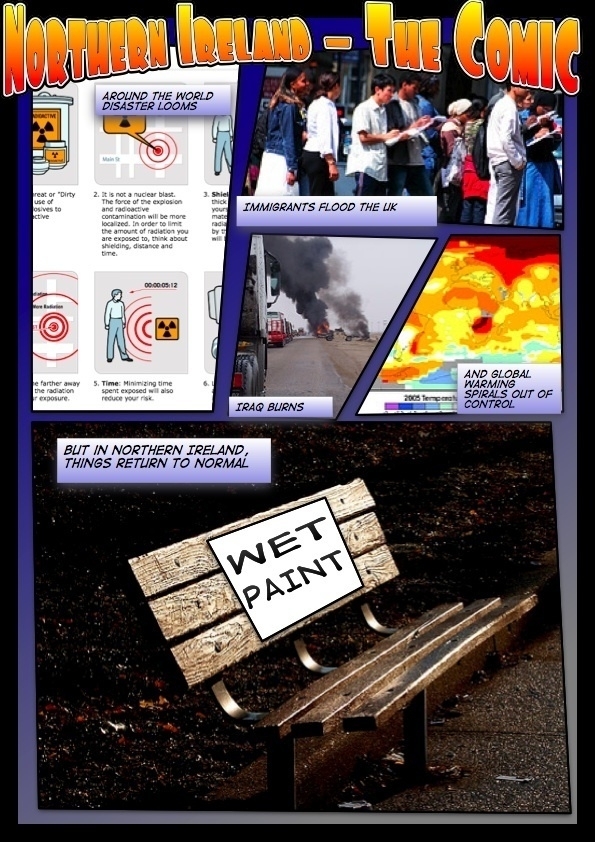 NORTHERN IRELAND - THE COMIC
AROUND THE WORLD
DISASTER LOOMS
Main St
reat or "Dirty
use of
osives to
active
2. It is not a nuclear blast.
The force of the explosion
and radioactive
contamination will be more
localized. In order to limit
the amount of radiation you
are exposed to, think about
shielding, distance and
time.
3. Shiel
thick
your
mate
radia
by th
will l
More Radiation
he farther away
the radiation
r exposure.
00:00:05:12
5. Time: Minimizing time
spent exposed will also
reduce your risk.
6. L
IMMIGRANTS FLOOD THE UK
IRAQ BURNS
AND GLOBAL
WARMING
SPIRALS OUT OF
CONTROL
2005 Temperatu
BUT IN NORTHERN IRELAND,
THINGS RETURN TO NORMAL
WET
PAINT